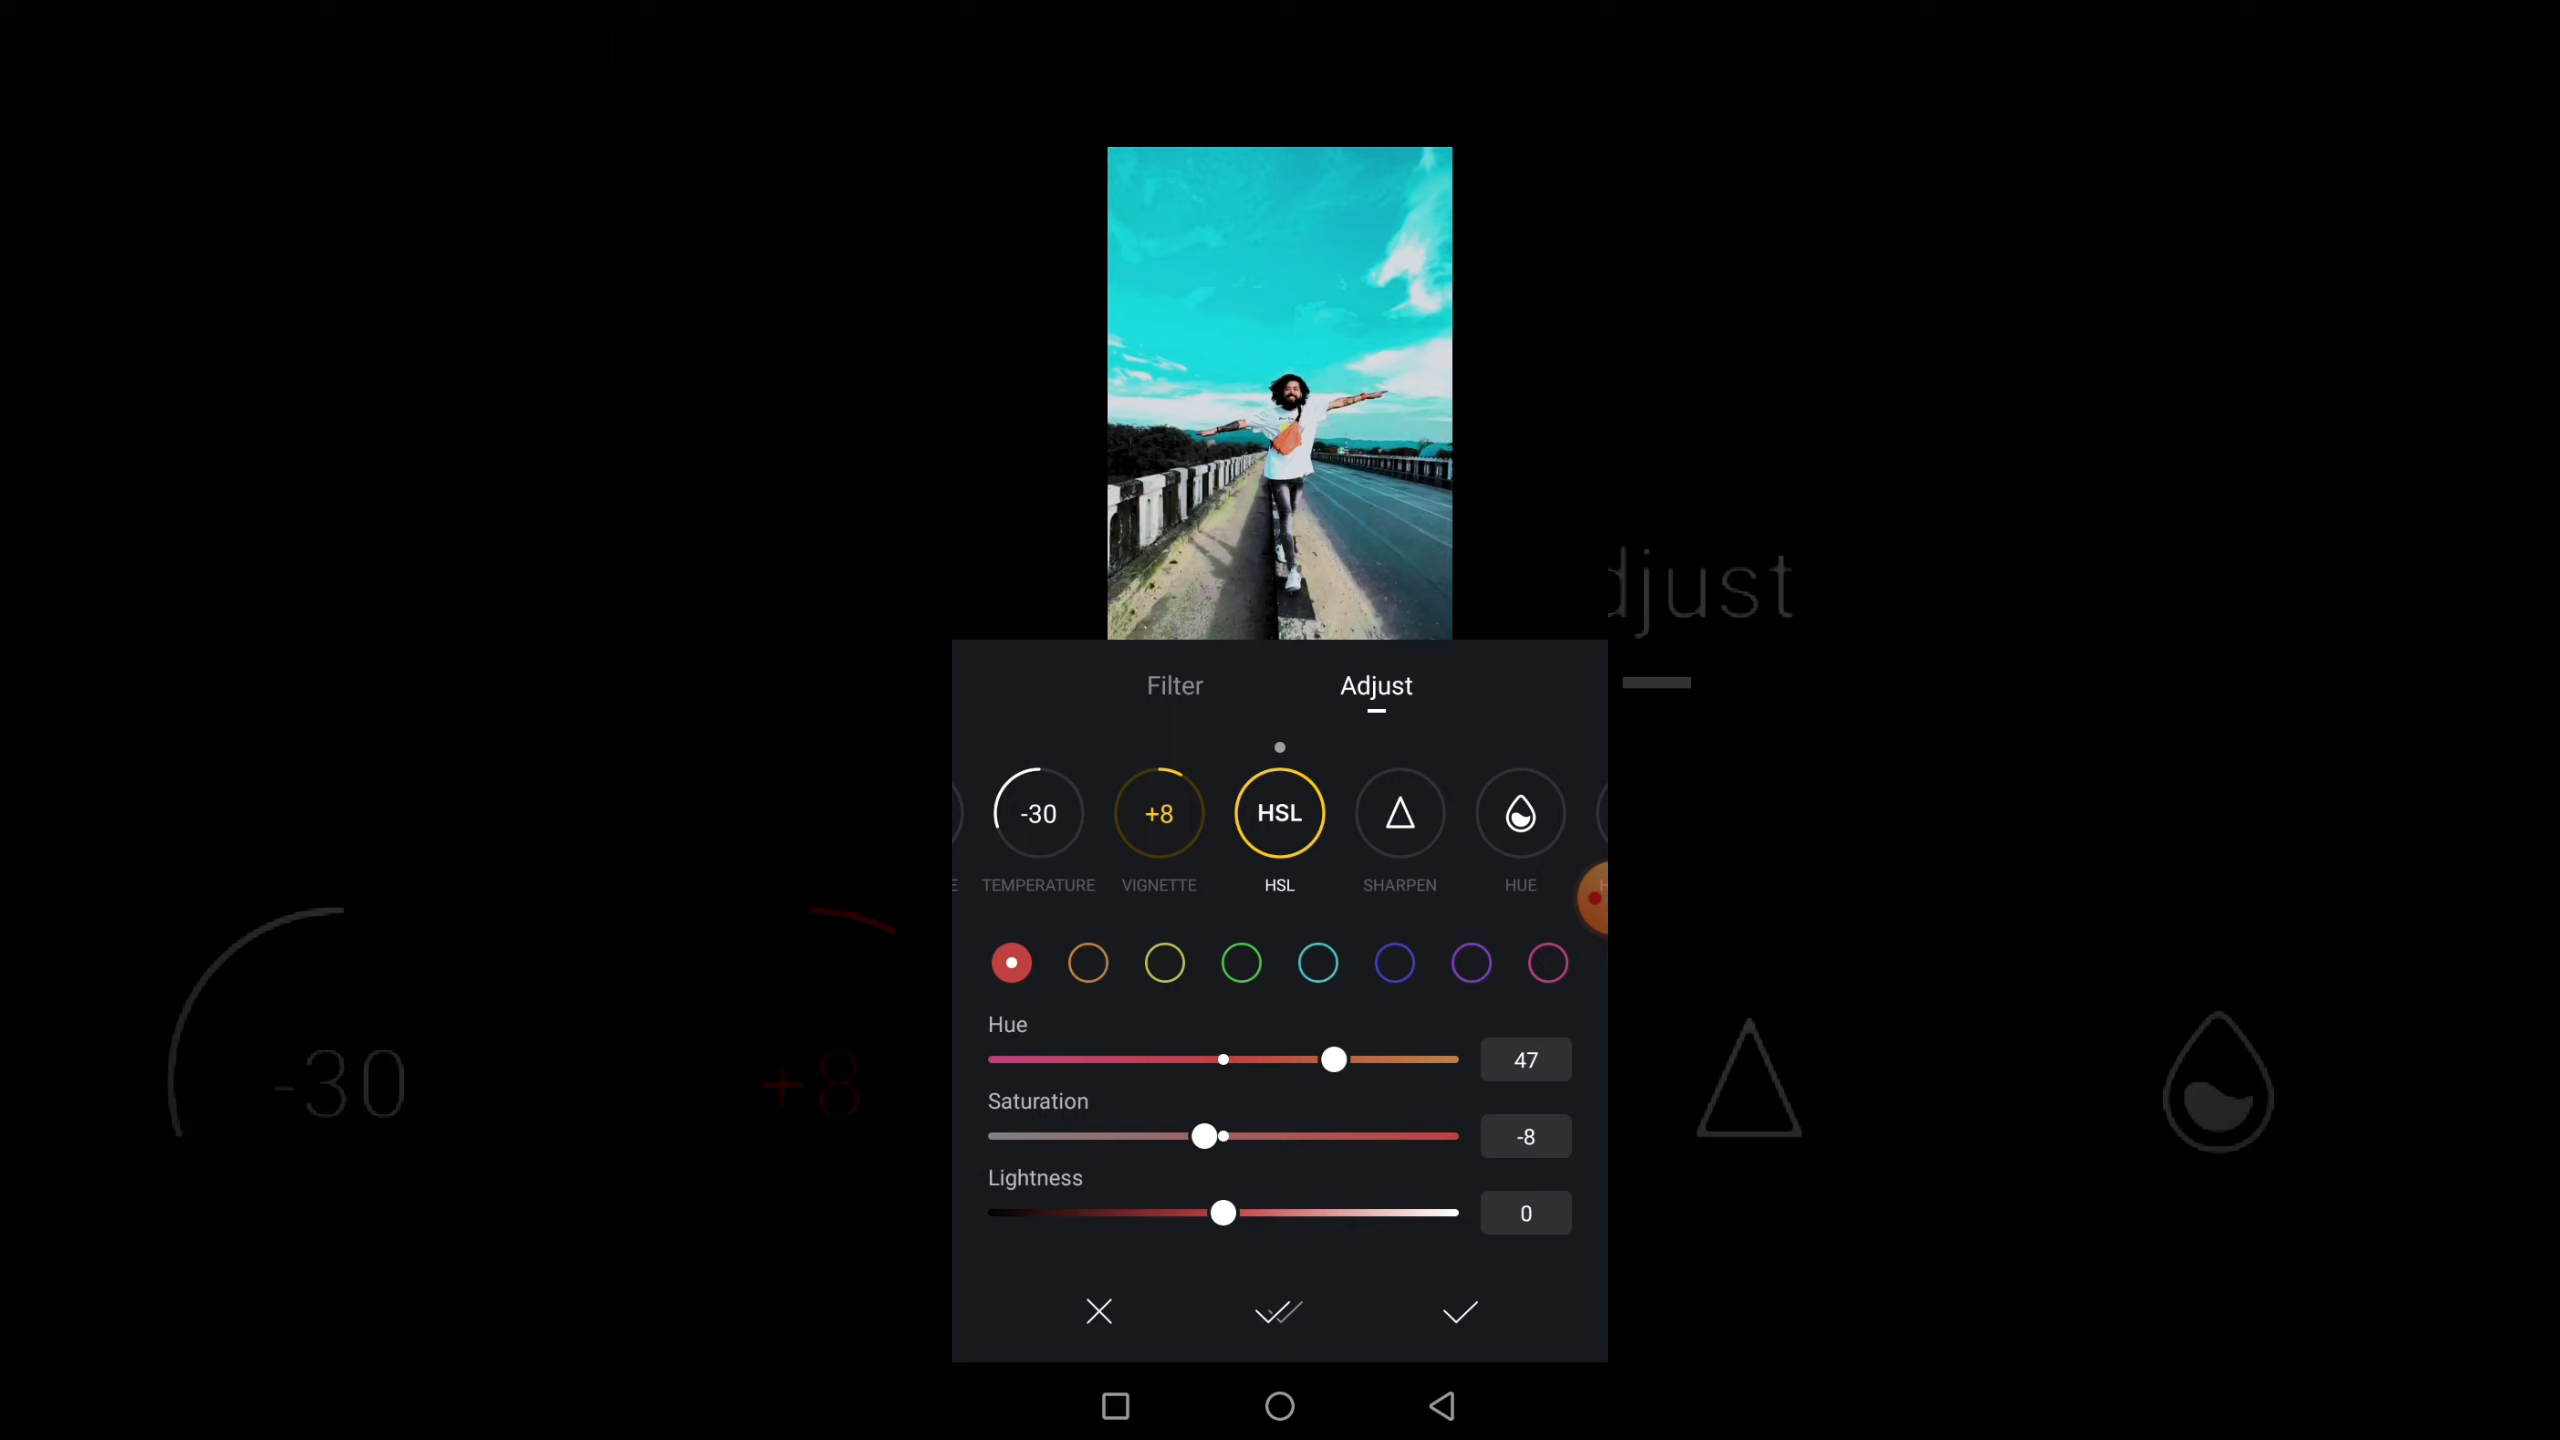 Filter Adjust
djust
-30 +8 HSL
E TEMPERATURE VIGNETTE HSL SHARPEN HUE H
-30 +8
Hue
47
Saturation
-8
Lightness
0